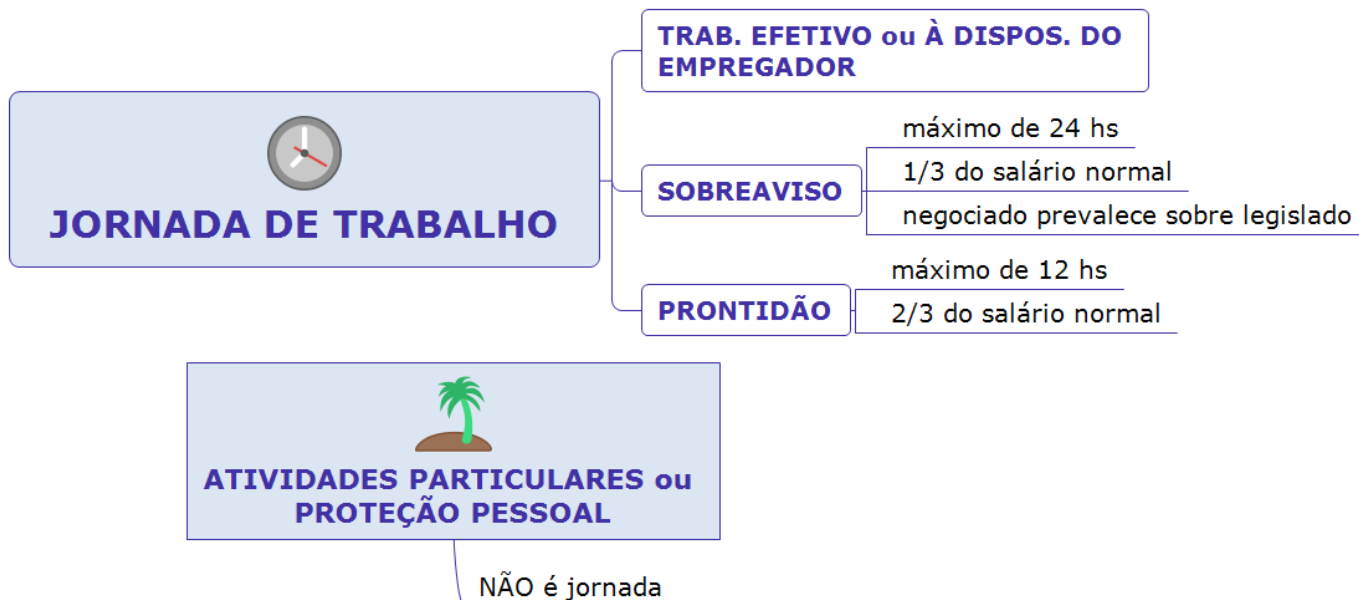 JORNADA DE TRABALHO
TRAB. EFETIVO ou À DISPOS. DO
EMPREGADOR
SOBREAVISO
máximo de 24 hs
1/3 do salário normal
negociado prevalece sobre legislado
PRONTIDÃO
máximo de 12 hs
2/3 do salário normal
ATIVIDADES PARTICULARES ou
PROTEÇÃO PESSOAL
NÃO é jornada